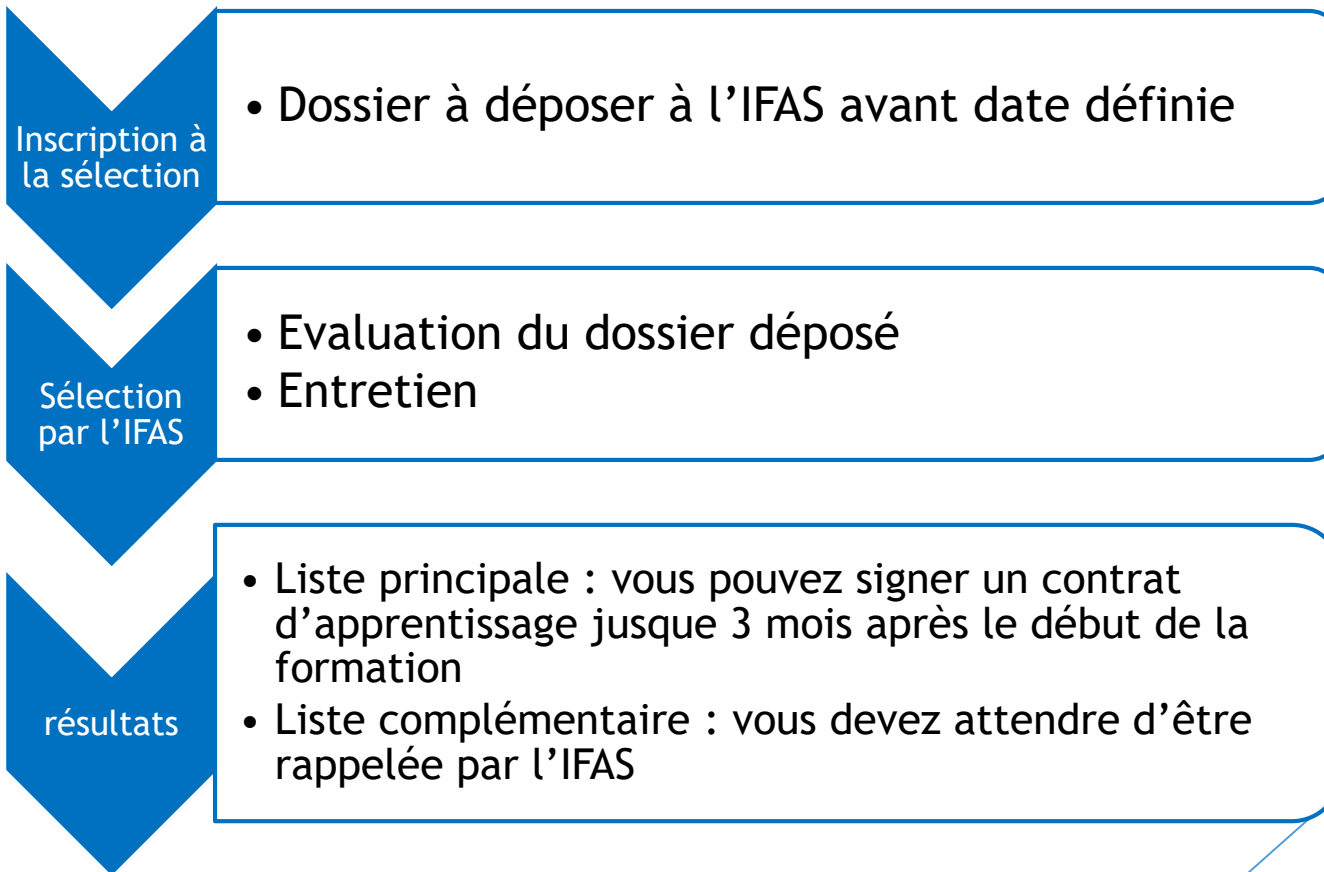 Inscription à
la sélection
• Dossier à déposer à l’IFAS avant date définie
Sélection
par l’IFAS
• Evaluation du dossier déposé
• Entretien
résultats
• Liste principale : vous pouvez signer un contrat
d’apprentissage jusque 3 mois après le début de la
formation
• Liste complémentaire : vous devez attendre d’être
rappelée par l’IFAS